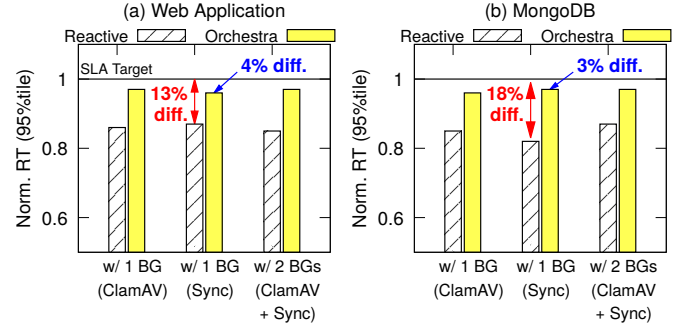 (a) Web Application
Reactive Orchestra
SLA Target
4% diff.
13%
diff.
Norm. RT (95%tile)
1
0.8
0.6
w/ 1 BG w/ 1 BG w/ 2 BGs
(ClamAV) (Sync) (ClamAV
+ Sync)
(b) MongoDB
Reactive Orchestra
3% diff.
18%
diff.
Norm. RT (95%tile)
1
0.8
0.6
w/ 1 BG w/ 1 BG w/ 2 BGs
(ClamAV) (Sync) (ClamAV
+ Sync)